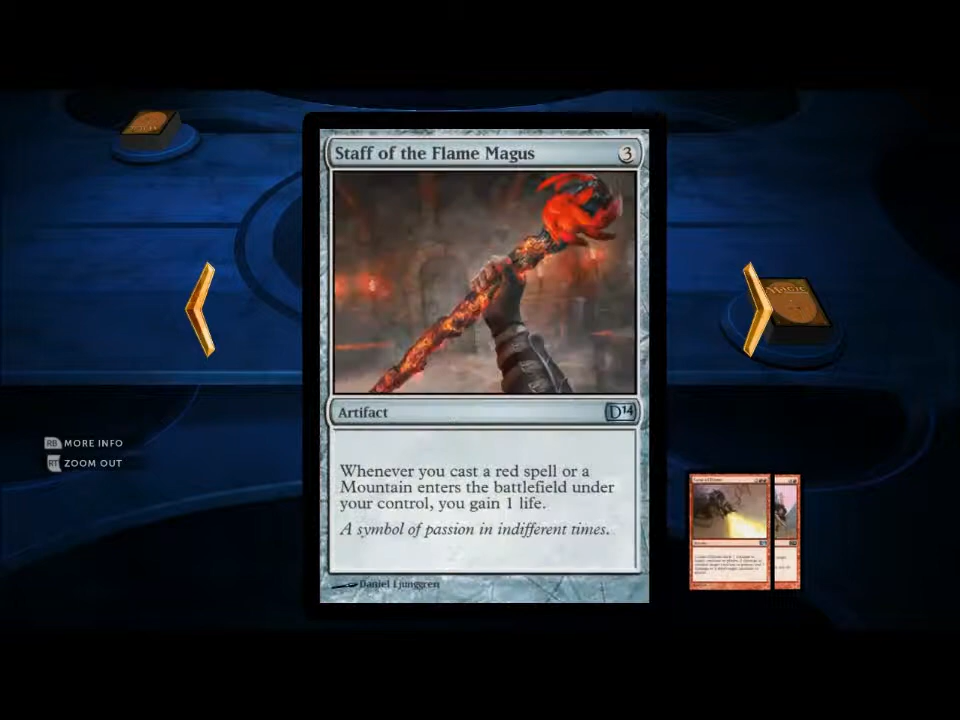 Staff of the Flame Magus 3
Artifact D14
Whenever you cast a red spell or a
Mountain enters the battlefield under
your control, you gain 1 life.
A symbol of passion in indifferent times.
Daniel Ljunggren
RB MORE INFO
RT ZOOM OUT
MAGIC